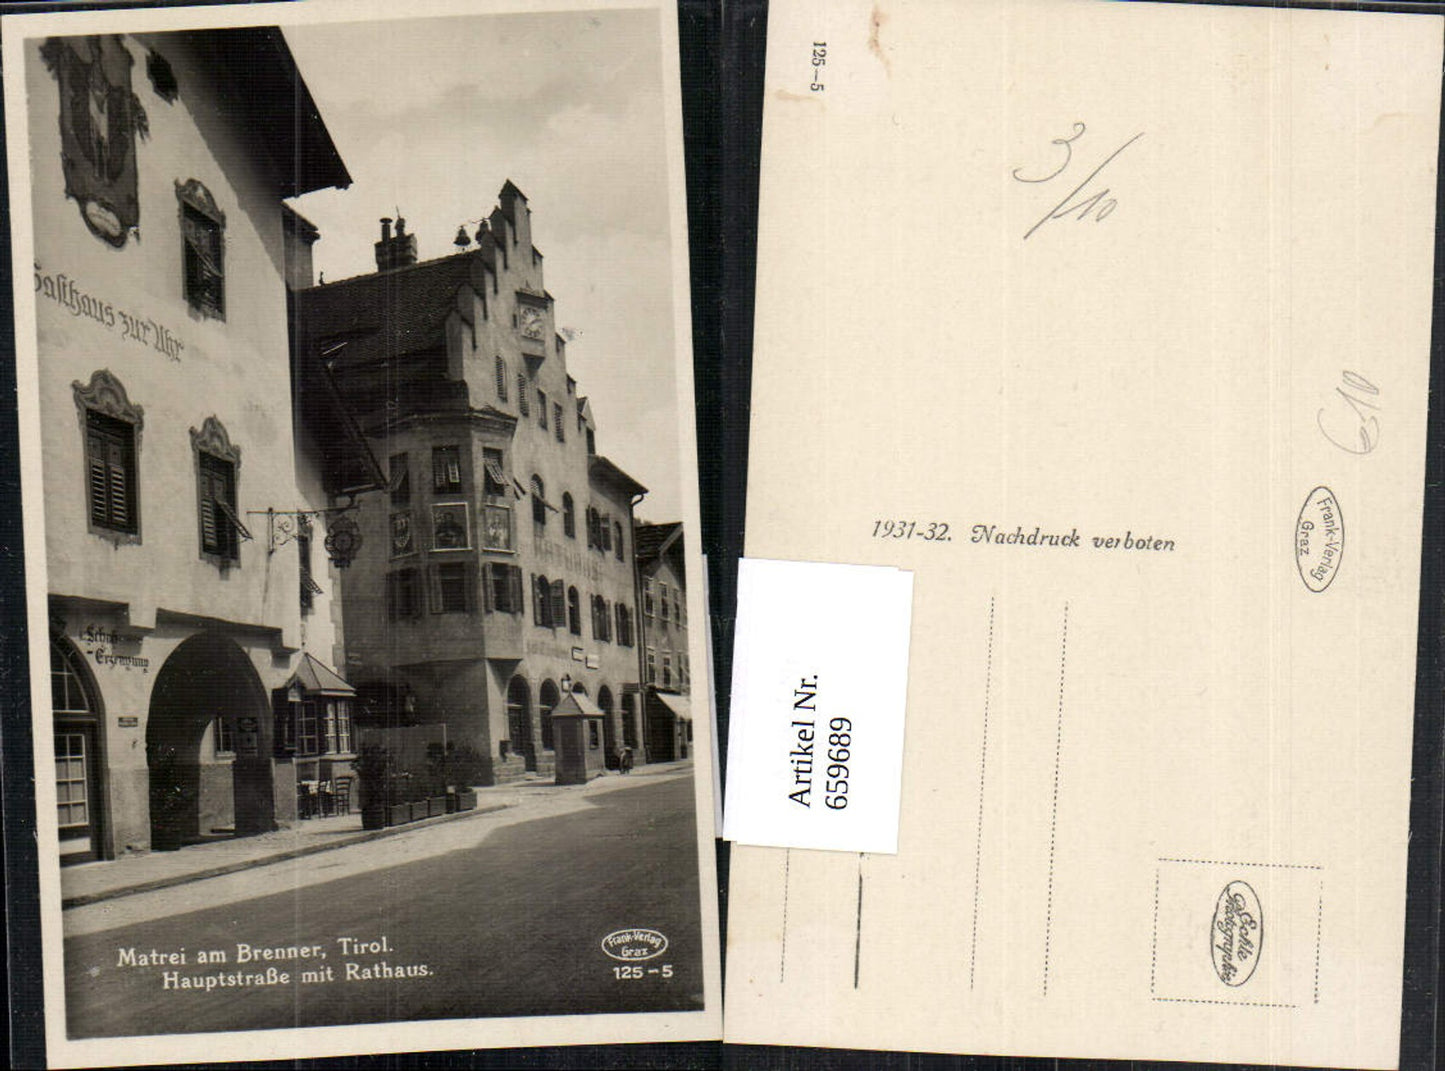 Gasthaus zur Uhr
Erzeugung
RATHAUS
Matrei am Brenner, Tirol.
Hauptstraße mit Rathaus.
Frank-Verlag
Graz
125-5
125-5
3/10
1931-32. Nachdruck verboten
Frank-Verlag
Graz
Artikel Nr.
659689
Echte
Photographie